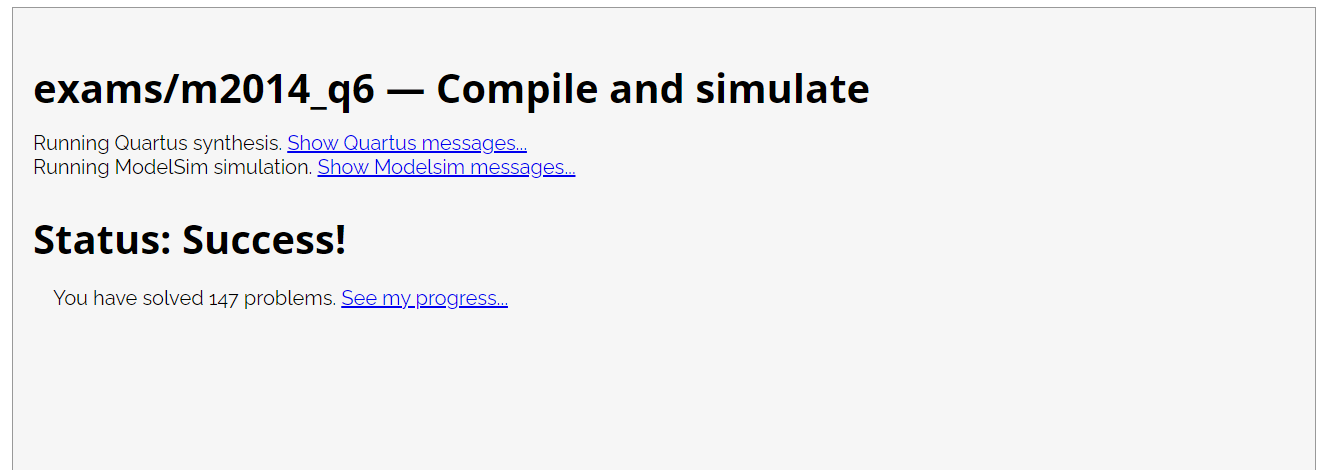 exams/m2014_q6 — Compile and simulate
Running Quartus synthesis. Show Quartus messages...
Running ModelSim simulation. Show Modelsim messages...
Status: Success!
You have solved 147 problems. See my progress...